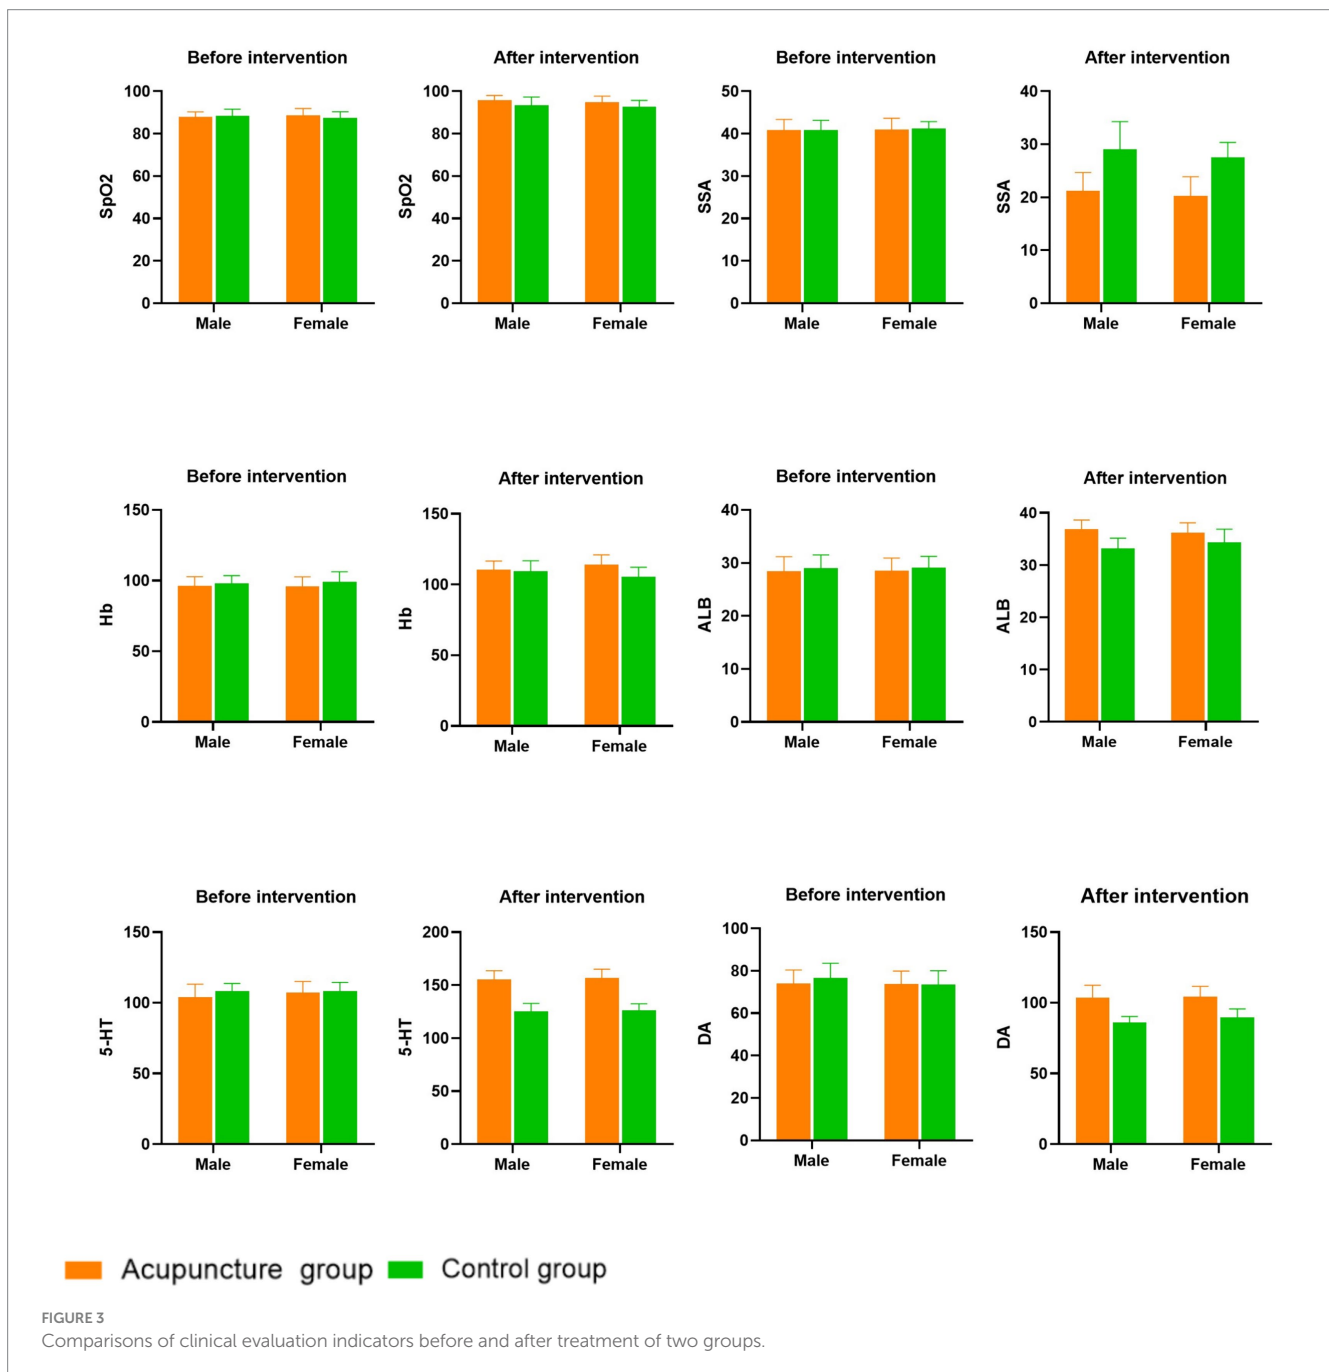 Before intervention
100
80
60
40
20
0
SpO2
Male Female
After intervention
100
80
60
40
20
0
SpO2
Male Female
Before intervention
50
40
30
20
10
0
SSA
Male Female
After intervention
40
30
20
10
0
SSA
Male Female
Before intervention
150
100
50
0
Hb
Male Female
After intervention
150
100
50
0
Hb
Male Female
Before intervention
40
30
20
10
0
ALB
Male Female
After intervention
40
30
20
10
0
ALB
Male Female
Before intervention
150
100
50
0
5-HT
Male Female
After intervention
200
150
100
50
0
5-HT
Male Female
Before intervention
100
80
60
40
20
0
DA
Male Female
After intervention
150
100
50
0
DA
Male Female
Acupuncture group Control group
FIGURE 3
Comparisons of clinical evaluation indicators before and after treatment of two groups.